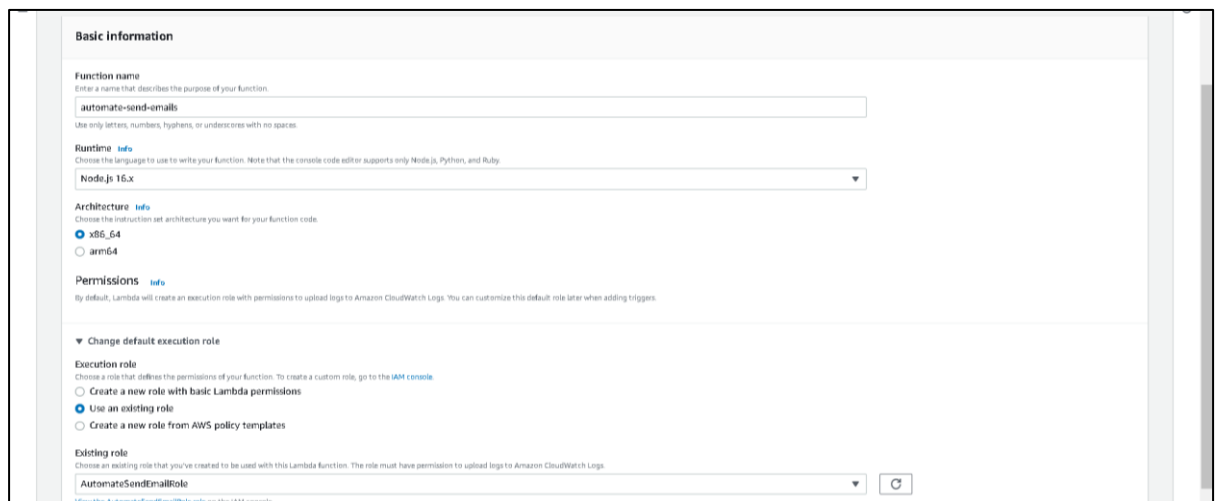 Basic information
Function name
Enter a name that describes the purpose of your function.
automate-send-emails
Use only letters, numbers, hyphens, or underscores with no spaces.
Runtime Info
Choose the language to use to write your function. Note that the console code editor supports only Node.js, Python, and Ruby.
Node.js 16.x
Architecture Info
Choose the instruction set architecture you want for your function code.
x86_64
arm64
Permissions Info
By default, Lambda will create an execution role with permissions to upload logs to Amazon CloudWatch Logs. You can customize this default role later when adding triggers.
Change default execution role
Execution role
Choose a role that defines the permissions of your function. To create a custom role, go to the IAM console.
Create a new role with basic Lambda permissions
Use an existing role
Create a new role from AWS policy templates
Existing role
Choose an existing role that you've created to be used with this Lambda function. The role must have permission to upload logs to Amazon CloudWatch Logs.
AutomateSendEmailRole